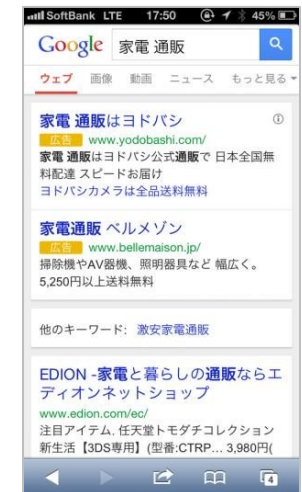 SoftBank LTE 17:50 45%
Google 家電 通販
ウェブ 画像 動画 ニュース もっと見る
家電 通販はヨドバシ
広告 www.yodobashi.com/
家電 通販はヨドバシ公式通販で 日本全国無
料配達 スピードお届け
ヨドバシカメラは全品送料無料
家電通販 ベルメゾン
広告 www.bellemaison.jp/
掃除機やAV器機、照明器具など 幅広く。
5,250円以上送料無料
他のキーワード: 激安家電通販
EDION -家電と暮らしの通販ならエ
ディオンネットショップ
www.edion.com/ec/
注目アイテム. 任天堂トモダチコレクション
新生活【3DS専用】(型番:CTRP... 3,980円(
4